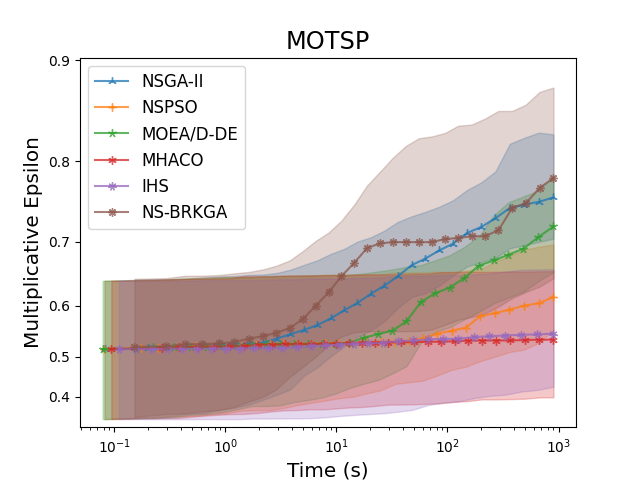 MOTSP
Multiplicative Epsilon
0.9
0.8
0.7
0.6
0.5
0.4
NSGA-II
NSPSO
MOEA/D-DE
MHACO
IHS
NS-BRKGA
10⁻¹ 10⁰ 10¹ 10² 10³
Time (s)